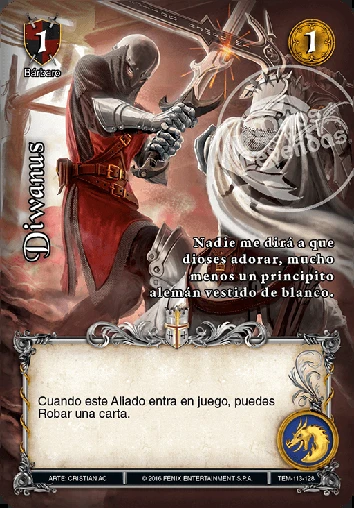 1
Bárbaro
1
Diwanus
Nadie me dirá a que
dioses adorar, mucho
menos un principito
alemán vestido de blanco.
Cuando este Aliado entra en juego, puedes
Robar una carta.
ARTE: CRISTIAN AC
© 2016 FENIX ENTERTAINMENT S.P.A.
TEM-113-128